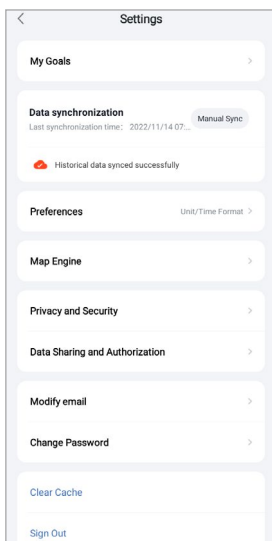 Settings
My Goals
Data synchronization
Last synchronization time: 2022/11/14 07:...
Manual Sync
Historical data synced successfully
Preferences
Unit/Time Format
Map Engine
Privacy and Security
Data Sharing and Authorization
Modify email
Change Password
Clear Cache
Sign Out